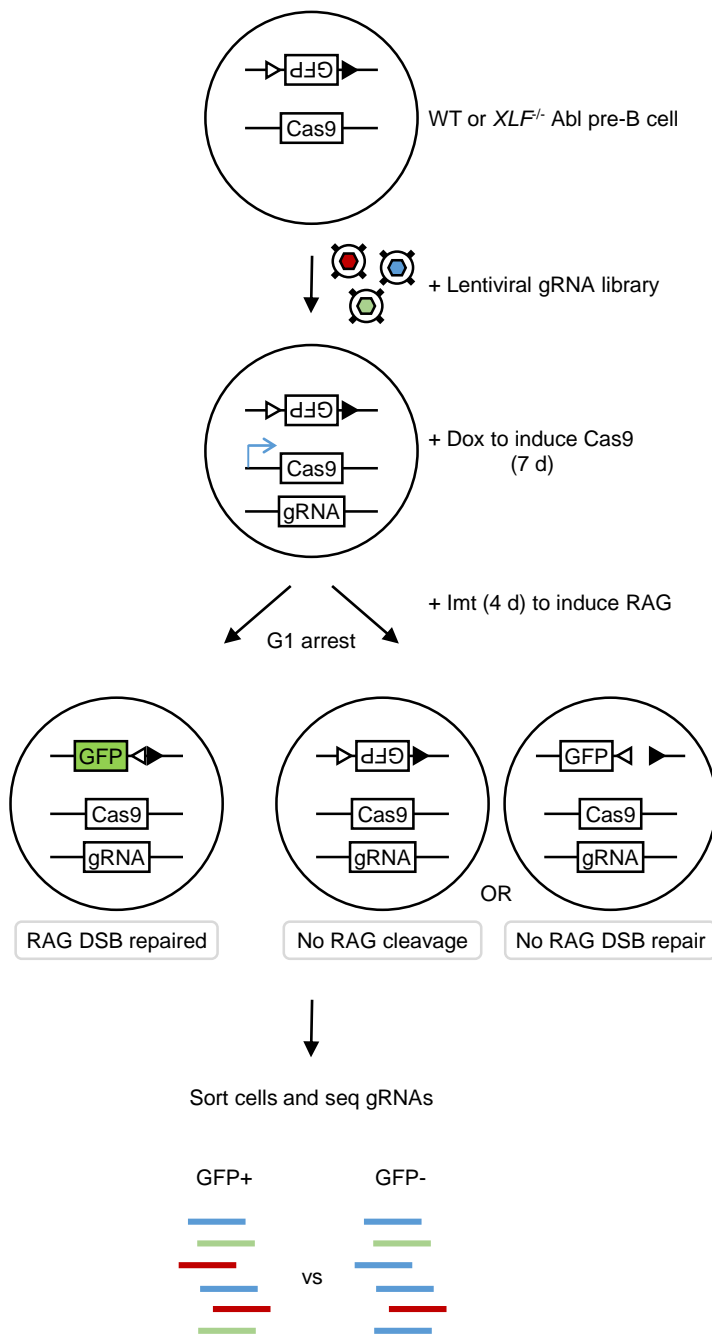 GFP
Cas9
WT or XLF-/- Abl pre-B cell
+ Lentiviral gRNA library
GFP
Cas9
gRNA
+ Dox to induce Cas9
(7 d)
+ Imt (4 d) to induce RAG
G1 arrest
GFP
Cas9
gRNA
GFP
Cas9
gRNA
OR
GFP
Cas9
gRNA
RAG DSB repaired
No RAG cleavage
No RAG DSB repair
Sort cells and seq gRNAs
GFP+
GFP-
vs